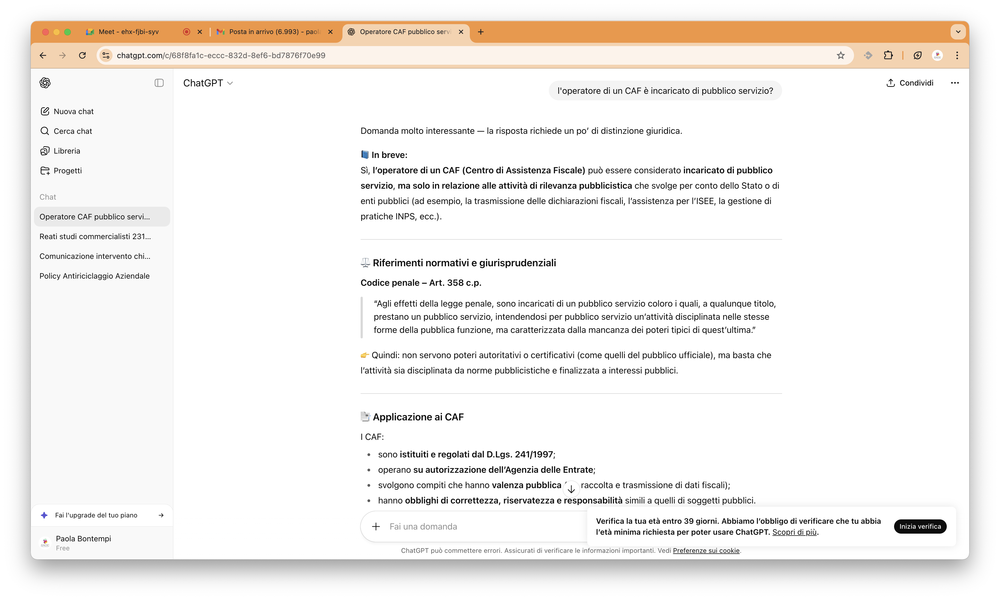 Meet - ehx-fjbi-syv
Posta in arrivo (6.993) - paol
Operatore CAF pubblico servi
chatgpt.com/c/68f8fa1c-eccc-832d-8ef6-bd7876f70e99
ChatGPT
Condividi
l'operatore di un CAF è incaricato di pubblico servizio?
Nuova chat
Cerca chat
Libreria
Progetti
Chat
Operatore CAF pubblico servi...
Reati studi commercialisti 231...
Comunicazione intervento chi...
Policy Antiriciclaggio Aziendale
Fai l'upgrade del tuo piano
Paola Bontempi
Free
Domanda molto interessante — la risposta richiede un po’ di distinzione giuridica.
In breve:
Sì, l’operatore di un CAF (Centro di Assistenza Fiscale) può essere considerato incaricato di pubblico
servizio, ma solo in relazione alle attività di rilevanza pubblicistica che svolge per conto dello Stato o di
enti pubblici (ad esempio, la trasmissione delle dichiarazioni fiscali, l’assistenza per l’ISEE, la gestione di
pratiche INPS, ecc.).
Riferimenti normativi e giurisprudenziali
Codice penale – Art. 358 c.p.
“Agli effetti della legge penale, sono incaricati di un pubblico servizio coloro i quali, a qualunque titolo,
prestano un pubblico servizio, intendendosi per pubblico servizio un’attività disciplinata nelle stesse
forme della pubblica funzione, ma caratterizzata dalla mancanza dei poteri tipici di quest’ultima.”
Quindi: non servono poteri autoritativi o certificativi (come quelli del pubblico ufficiale), ma basta che
l’attività sia disciplinata da norme pubblicistiche e finalizzata a interessi pubblici.
Applicazione ai CAF
I CAF:
• sono istituiti e regolati dal D.Lgs. 241/1997;
• operano su autorizzazione dell’Agenzia delle Entrate;
• svolgono compiti che hanno valenza pubblica raccolta e trasmissione di dati fiscali);
• hanno obblighi di correttezza, riservatezza e responsabilità simili a quelli di soggetti pubblici.
Fai una domanda
Verifica la tua età entro 39 giorni. Abbiamo l’obbligo di verificare che tu abbia
l’età minima richiesta per poter usare ChatGPT. Scopri di più.
Inizia verifica
ChatGPT può commettere errori. Assicurati di verificare le informazioni importanti. Vedi Preferenze sui cookie.